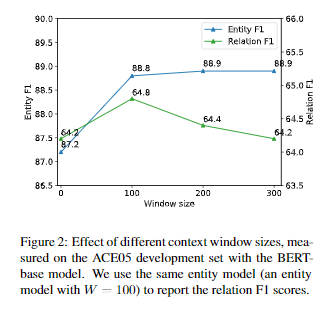 90.0
89.5
89.0
88.5
88.0
87.5
87.0
86.5
Entity F1
66.0
65.5
65.0
64.5
64.0
63.5
Relation F1
Entity F1
Relation F1
88.8
88.9
88.9
87.2
64.2
64.8
64.4
64.2
0
100
200
300
Window size
Figure 2: Effect of different context window sizes, mea-
sured on the ACE05 development set with the BERT-
base model. We use the same entity model (an entity
model with W = 100) to report the relation F1 scores.